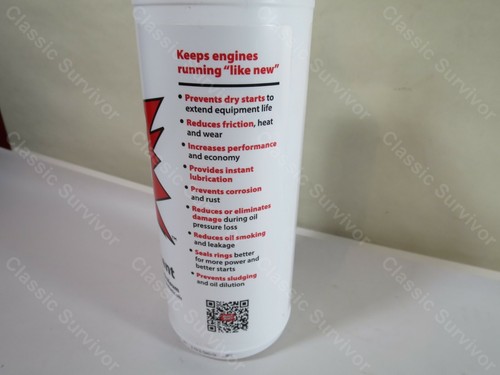 Keeps engines
running “like new”
• Prevents dry starts to
extend equipment life
• Reduces friction, heat
and wear
• Increases performance
and economy
• Provides instant
lubrication
• Prevents corrosion
and rust
• Reduces or eliminates
damage during oil
pressure loss
• Reduces oil smoking
and leakage
• Seals rings better
for more power and
better starts
• Prevents sludging
and oil dilution
Classic Survivor